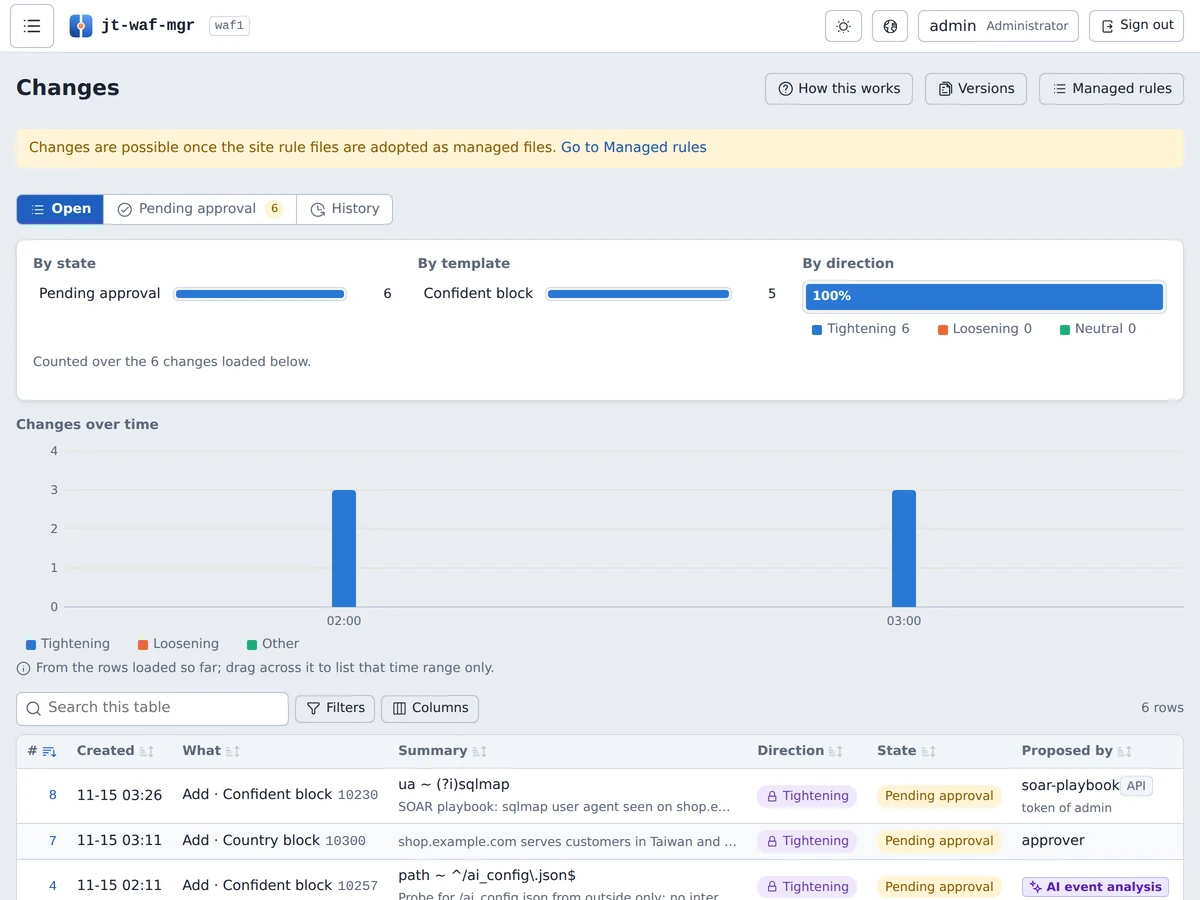 jt-waf-mgr waf1 admin Administrator Sign out
Changes How this works Versions Managed rules
Changes are possible once the site rule files are adopted as managed files. Go to Managed rules
Open Pending approval 6 History
By state By template By direction
Pending approval 6 Confident block 5 100%
Tightening 6 Loosening 0 Neutral 0
Counted over the 6 changes loaded below.
Changes over time
4
3
2
1
0
02:00 03:00
Tightening Loosening Other
From the rows loaded so far; drag across it to list that time range only.
Search this table Filters Columns 6 rows
# Created What Summary Direction State Proposed by
8 11-15 03:26 Add · Confident block 10230 ua ~ (?i)sqlmap Tightening Pending approval soar-playbook API
SOAR playbook: sqlmap user agent seen on shop.e… token of admin
7 11-15 03:11 Add · Country block 10300 shop.example.com serves customers in Taiwan and … Tightening Pending approval approver
4 11-15 02:11 Add · Confident block 10257 path ~ ^/ai_config\.json$ Tightening Pending approval AI event analysis
Probe for /ai_config.json from outside only; no inter…